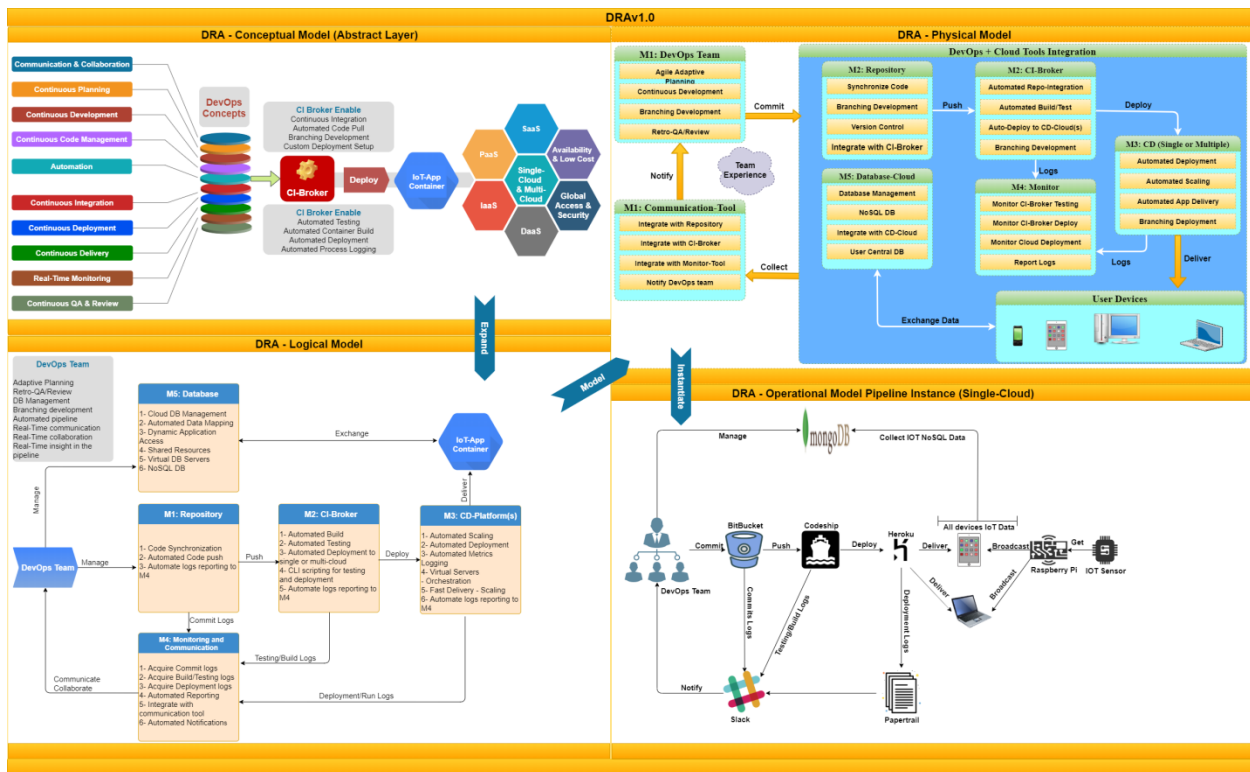 DRAv1.0
DRA - Conceptual Model (Abstract Layer)
Communication & Collaboration
Continuous Planning
Continuous Development
Continuous Code Management
Automation
Continuous Integration
Continuous Deployment
Continuous Delivery
Real-Time Monitoring
Continuous QA & Review
DevOps
Concepts
CI Broker Enable
Continuous Integration
Automated Code Pull
Branching Development
Custom Deployment Setup
CI-Broker
CI Broker Enable
Automated Testing
Automated Container Build
Automated Deployment
Automated Process Logging
Deploy
IoT-App
Container
SaaS
PaaS
Availability
& Low Cost
Single-
Cloud
& Multi-
Cloud
IaaS
Global
Access &
Security
DaaS
Expand
DRA - Physical Model
M1: DevOps Team
Agile Adaptive
Planning
Continuous Development
Branching Development
Retro-QA/Review
Commit
Notify
Team
Experience
M1: Communication-Tool
Integrate with Repository
Integrate with CI-Broker
Integrate with Monitor-Tool
Notify DevOps team
Collect
DevOps + Cloud Tools Integration
M2: Repository
Synchronize Code
Branching Development
Version Control
Integrate with CI-Broker
Push
M2: CI-Broker
Automated Repo-Integration
Automated Build/Test
Auto-Deploy to CD-Cloud(s)
Branching Development
Deploy
Logs
M3: CD (Single or Multiple)
Automated Deployment
Automated Scaling
Automated App Delivery
Branching Deployment
M5: Database-Cloud
Database Management
NoSQL DB
Integrate with CD-Cloud
User Central DB
M4: Monitor
Monitor CI-Broker Testing
Monitor CI-Broker Deploy
Monitor Cloud Deployment
Report Logs
Logs
Deliver
Exchange Data
User Devices
DRA - Logical Model
DevOps Team
Adaptive Planning
Retro-QA/Review
DB Management
Branching development
Automated pipeline
Real-Time communication
Real-Time collaboration
Real-Time insight in the
pipeline
M5: Database
1- Cloud DB Management
2- Automated Data Mapping
3- Dynamic Application
Access
4- Shared Resources
5- Virtual DB Servers
6- NoSQL DB
Exchange
IoT-App
Container
Deliver
Manage
DevOps Team
Manage
M1: Repository
1- Code Synchronization
2- Automated Code push
3- Automate logs reporting to
M4
Push
M2: CI-Broker
1- Automated Build
2- Automated Testing
3- Automated Deployment to
single or multi-cloud
4- CLI scripting for testing
and deployment
5- Automate logs reporting to
M4
Deploy
M3: CD-Platform(s)
1- Automated Scaling
2- Automated Deployment
3- Automated Metrics
Logging
4- Virtual Servers
- Orchestration
5- Fast Delivery - Scaling
6- Automate logs reporting to
M4
Commit Logs
M4: Monitoring and
Communication
1- Acquire Commit logs
2- Acquire Build/Testing logs
3- Acquire Deployment logs
4- Automated Reporting
5- Integrate with
communication tool
6- Automated Notifications
Communicate
Collaborate
Testing/Build Logs
Deployment/Run Logs
Model
Instantiate
DRA - Operational Model Pipeline Instance (Single-Cloud)
Manage
mongoDB
Collect IOT NoSQL Data
DevOps Team
Commit
BitBucket
Push
Codeship
Deploy
Heroku
Deliver
All devices IoT Data
Broadcast
Raspberry Pi
Get
IOT Sensor
Deliver
Broadcast
Commits Logs
Testing/Build Logs
Deployment Logs
Notify
Slack
Papertrail